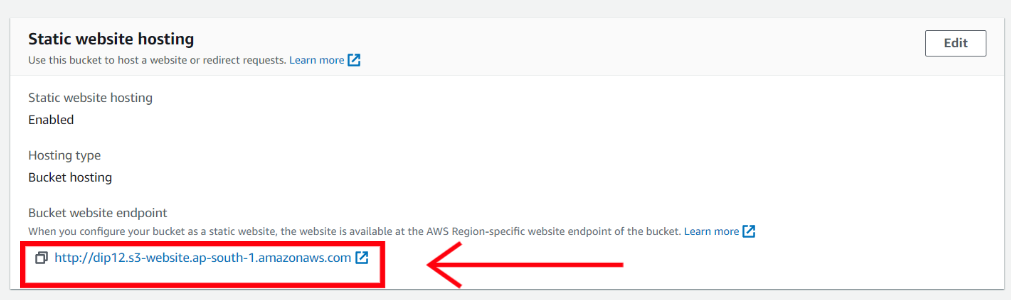 Static website hosting
Edit
Use this bucket to host a website or redirect requests. Learn more
Static website hosting
Enabled
Hosting type
Bucket hosting
Bucket website endpoint
When you configure your bucket as a static website, the website is available at the AWS Region-specific website endpoint of the bucket. Learn more
http://dip12.s3-website.ap-south-1.amazonaws.com